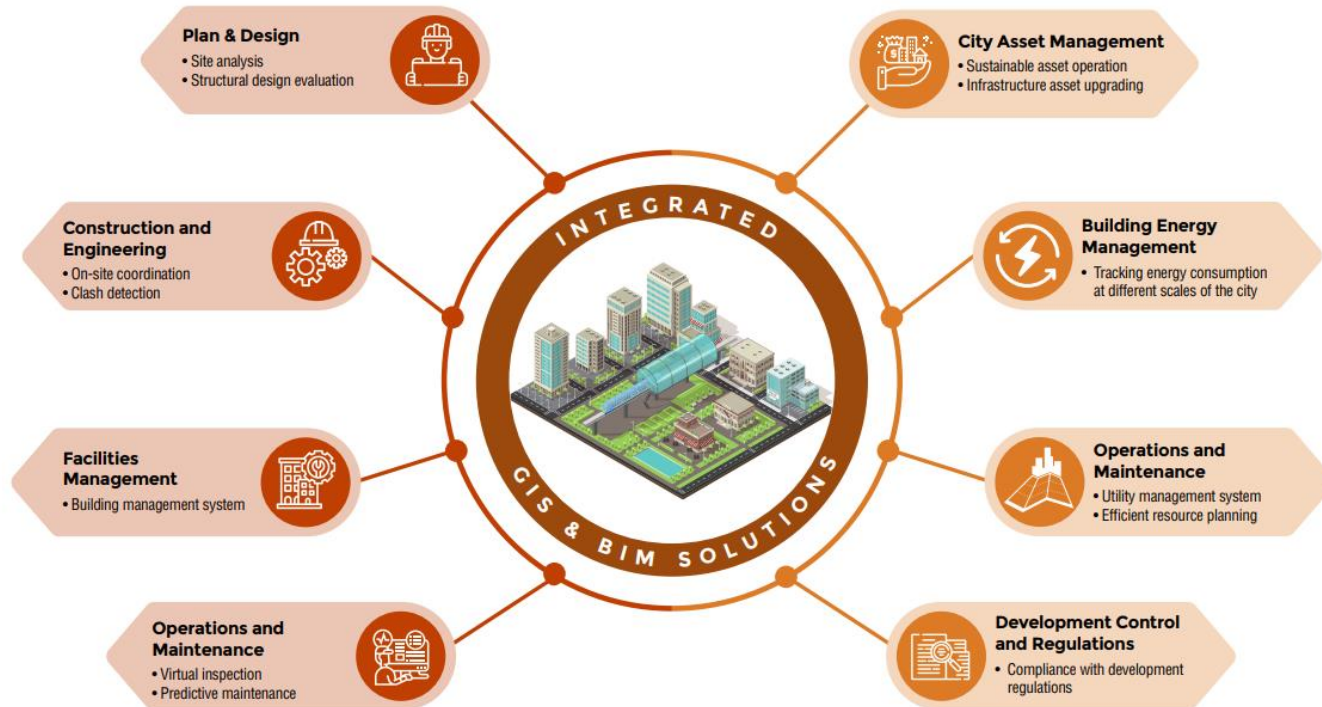 Plan & Design
• Site analysis
• Structural design evaluation
City Asset Management
• Sustainable asset operation
• Infrastructure asset upgrading
Construction and
Engineering
• On-site coordination
• Clash detection
Building Energy
Management
• Tracking energy consumption
at different scales of the city
INTEGRATED
GIS & BIM SOLUTIONS
Facilities
Management
• Building management system
Operations and
Maintenance
• Utility management system
• Efficient resource planning
Operations and
Maintenance
• Virtual inspection
• Predictive maintenance
Development Control
and Regulations
• Compliance with development
regulations